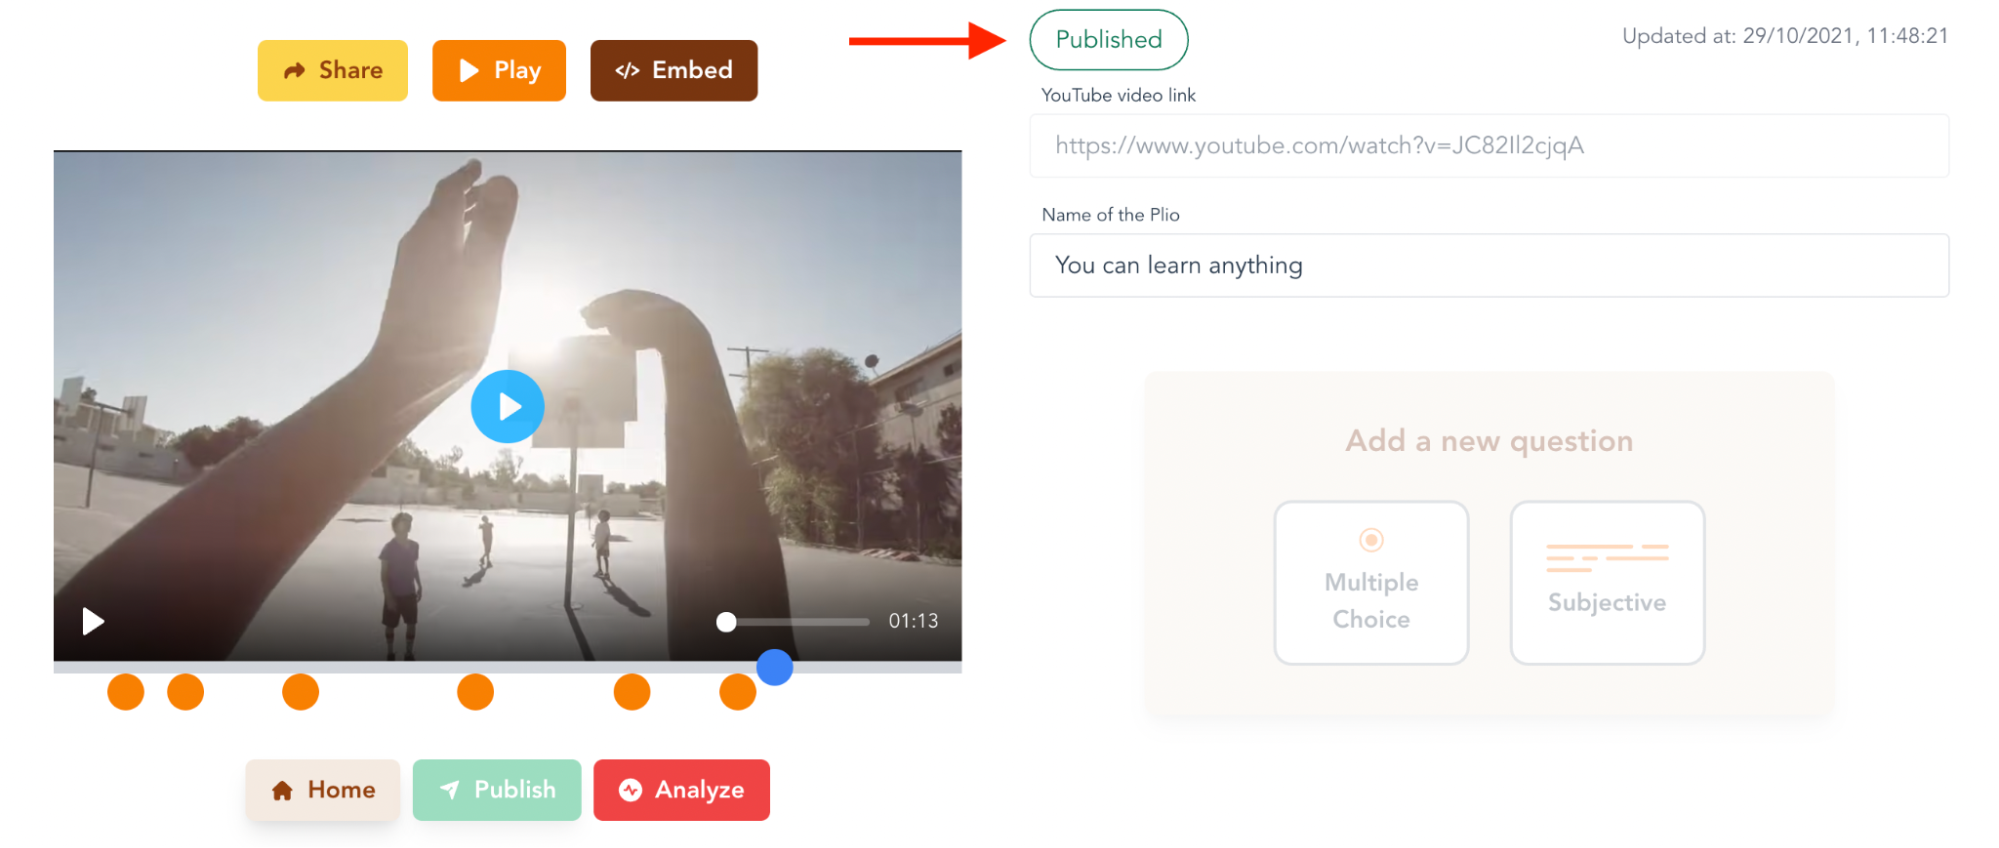 Share
Play
</> Embed
Published
Updated at: 29/10/2021, 11:48:21
YouTube video link
https://www.youtube.com/watch?v=JC82Il2cjqA
Name of the Plio
You can learn anything
01:13
Add a new question
Multiple
Choice
Subjective
Home
Publish
Analyze